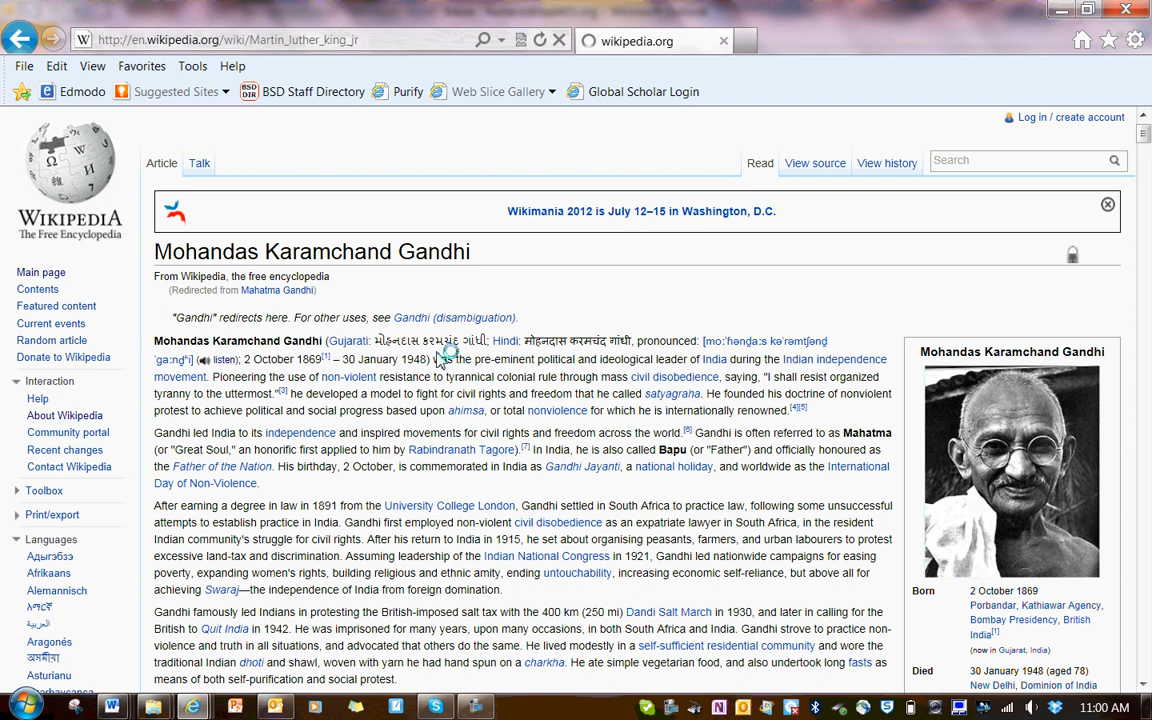 http://en.wikipedia.org/wiki/Martin_luther_king_jr
wikipedia.org
File Edit View Favorites Tools Help
Edmodo Suggested Sites BSD DIR BSD Staff Directory Purify Web Slice Gallery Global Scholar Login
Log in / create account
Article Talk Read View source View history Search
WIKIPEDIA
The Free Encyclopedia
Wikimania 2012 is July 12–15 in Washington, D.C.
Mohandas Karamchand Gandhi
From Wikipedia, the free encyclopedia
(Redirected from Mahatma Gandhi)
"Gandhi" redirects here. For other uses, see Gandhi (disambiguation).
Mohandas Karamchand Gandhi (Gujarati: મોહનદાસ કરમચંદ ગાંધી; Hindi: मोहनदास करमचंद गांधी, pronounced: [moːˈhənd̪aːs kərəmtʃənd̪
ˈɡaːnd̪ʱi] (listen); 2 October 1869[1] – 30 January 1948) was the pre-eminent political and ideological leader of India during the Indian independence
movement. Pioneering the use of non-violent resistance to tyrannical colonial rule through mass civil disobedience, saying, "I shall resist organized
tyranny to the uttermost."[3] he developed a model to fight for civil rights and freedom that he called satyagraha. He founded his doctrine of nonviolent
protest to achieve political and social progress based upon ahimsa, or total nonviolence for which he is internationally renowned.[4][5]
Gandhi led India to its independence and inspired movements for civil rights and freedom across the world.[6] Gandhi is often referred to as Mahatma
(or "Great Soul," an honorific first applied to him by Rabindranath Tagore).[7] In India, he is also called Bapu (or "Father") and officially honoured as
the Father of the Nation. His birthday, 2 October, is commemorated in India as Gandhi Jayanti, a national holiday, and worldwide as the International
Day of Non-Violence.
After earning a degree in law in 1891 from the University College London, Gandhi settled in South Africa to practice law, following some unsuccessful
attempts to establish practice in India. Gandhi first employed non-violent civil disobedience as an expatriate lawyer in South Africa, in the resident
Indian community's struggle for civil rights. After his return to India in 1915, he set about organising peasants, farmers, and urban labourers to protest
excessive land-tax and discrimination. Assuming leadership of the Indian National Congress in 1921, Gandhi led nationwide campaigns for easing
poverty, expanding women's rights, building religious and ethnic amity, ending untouchability, increasing economic self-reliance, but above all for
achieving Swaraj—the independence of India from foreign domination.
Gandhi famously led Indians in protesting the British-imposed salt tax with the 400 km (250 mi) Dandi Salt March in 1930, and later in calling for the
British to Quit India in 1942. He was imprisoned for many years, upon many occasions, in both South Africa and India. Gandhi strove to practice non-
violence and truth in all situations, and advocated that others do the same. He lived modestly in a self-sufficient residential community and wore the
traditional Indian dhoti and shawl, woven with yarn he had hand spun on a charkha. He ate simple vegetarian food, and also undertook long fasts as
means of both self-purification and social protest.
Mohandas Karamchand Gandhi
Born 2 October 1869
Porbandar, Kathiawar Agency,
Bombay Presidency, British
India[1]
(now in Gujarat, India)
Died 30 January 1948 (aged 78)
New Delhi, Dominion of India
Main page
Contents
Featured content
Current events
Random article
Donate to Wikipedia
Interaction
Help
About Wikipedia
Community portal
Recent changes
Contact Wikipedia
Toolbox
Print/export
Languages
Адыгэбзэ
Afrikaans
Alemannisch
አማርኛ
العربية
Aragonés
অসমীয়া
Asturianu
11:00 AM